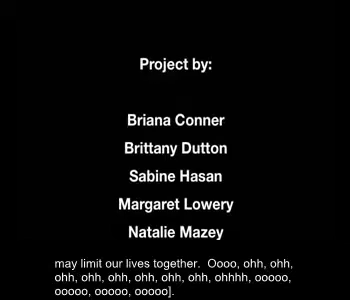 Project by:
Briana Conner
Brittany Dutton
Sabine Hasan
Margaret Lowery
Natalie Mazey
may limit our lives together.  Oooo, ohh, ohh,
ohh, ohh, ohh, ohh, ohh, ohh, ohhhh, ooooo,
ooooo, ooooo, ooooo].